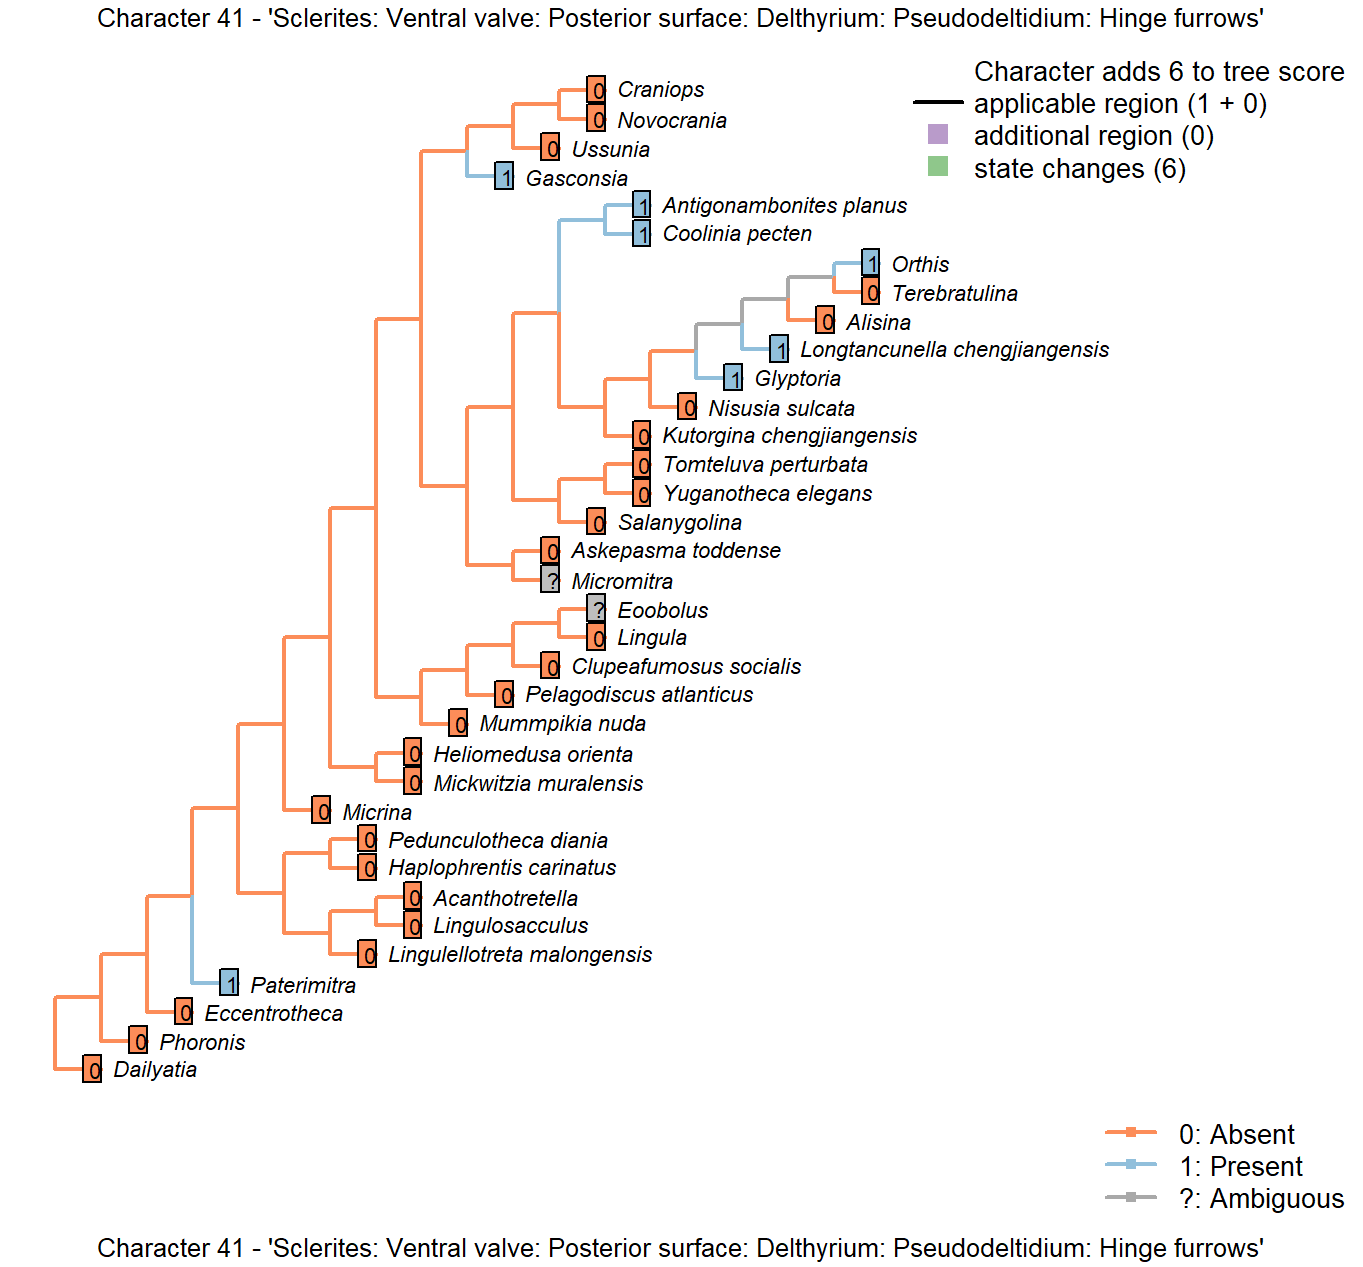 Character 41 - 'Sclerites: Ventral valve: Posterior surface: Delthyrium: Pseudodeltidium: Hinge furrows'
Character adds 6 to tree score
applicable region (1 + 0)
additional region (0)
state changes (6)
0 Craniops
0 Novocrania
0 Ussunia
1 Gasconsia
1 Antigonambonites planus
1 Coolinia pecten
1 Orthis
0 Terebratulina
0 Alisina
1 Longtancunella chengjiangensis
1 Glyptoria
0 Nisusia sulcata
0 Kutorgina chengjiangensis
0 Tomteluva perturbata
0 Yuganotheca elegans
0 Salanygolina
0 Askepasma toddense
? Micromitra
? Eoobolus
0 Lingula
0 Clupeafumosus socialis
0 Pelagodiscus atlanticus
0 Mummpikia nuda
0 Heliomedusa orienta
0 Mickwitzia muralensis
0 Micrina
0 Pedunculotheca diania
0 Haplophrentis carinatus
0 Acanthotretella
0 Lingulosacculus
0 Lingulellotreta malongensis
1 Paterimitra
0 Eccentrotheca
0 Phoronis
0 Dailyatia
0: Absent
1: Present
?: Ambiguous
Character 41 - 'Sclerites: Ventral valve: Posterior surface: Delthyrium: Pseudodeltidium: Hinge furrows'